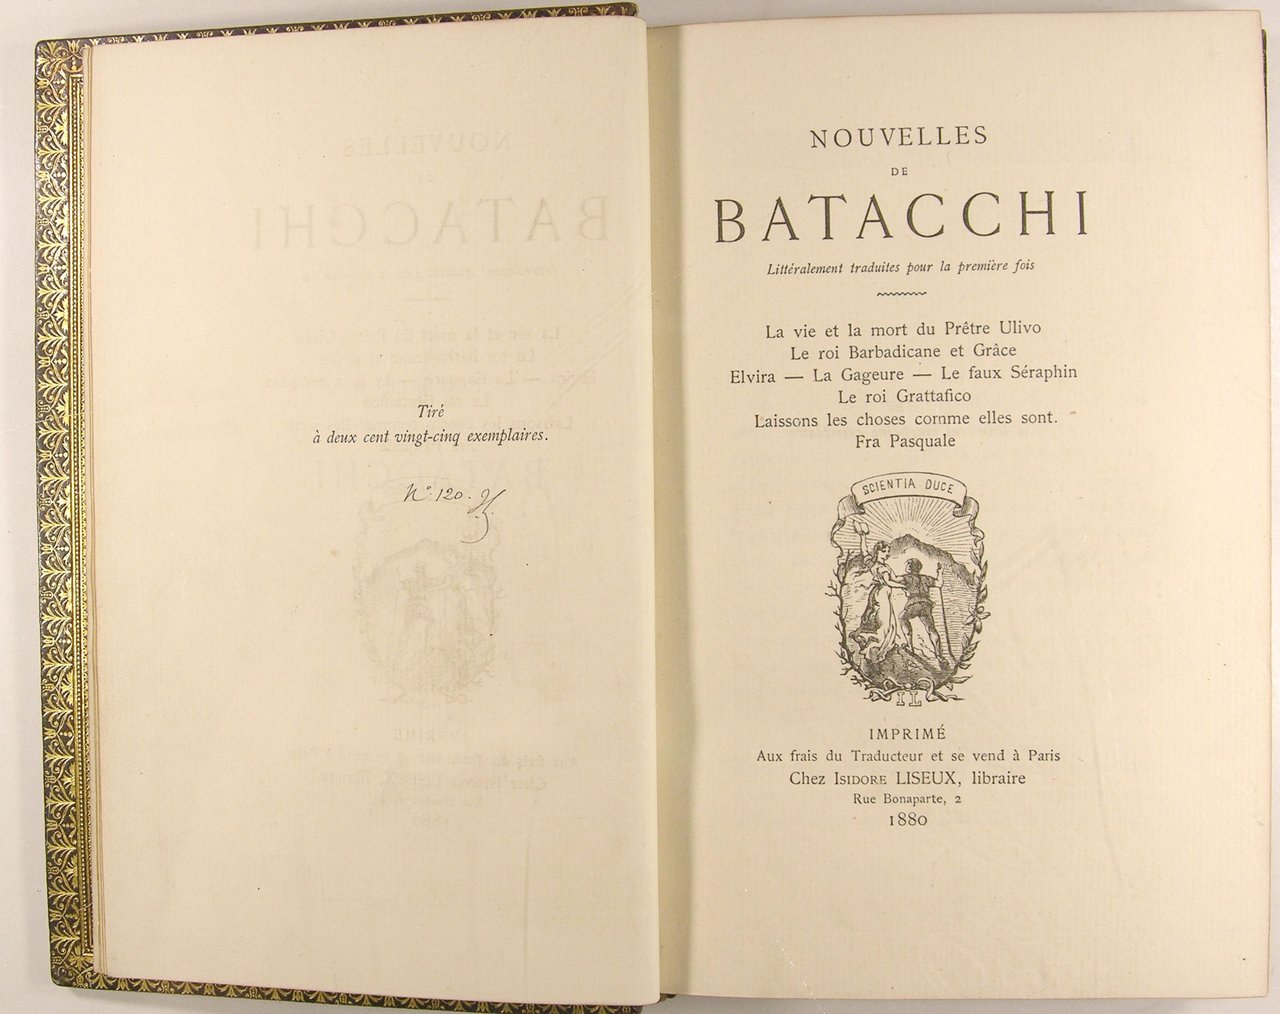 Tiré
à deux cent vingt-cinq exemplaires.
N° 120.
NOUVELLES
DE
BATACCHI
Littéralement traduites pour la première fois
La vie et la mort du Prêtre Ulivo
Le roi Barbadicane et Grâce
Elvira — La Gageure — Le faux Séraphin
Le roi Grattafico
Laissons les choses comme elles sont.
Fra Pasquale
SCIENTIA DUCE
IL
IMPRIMÉ
Aux frais du Traducteur et se vend à Paris
Chez ISIDORE LISEUX, libraire
Rue Bonaparte, 2
1880